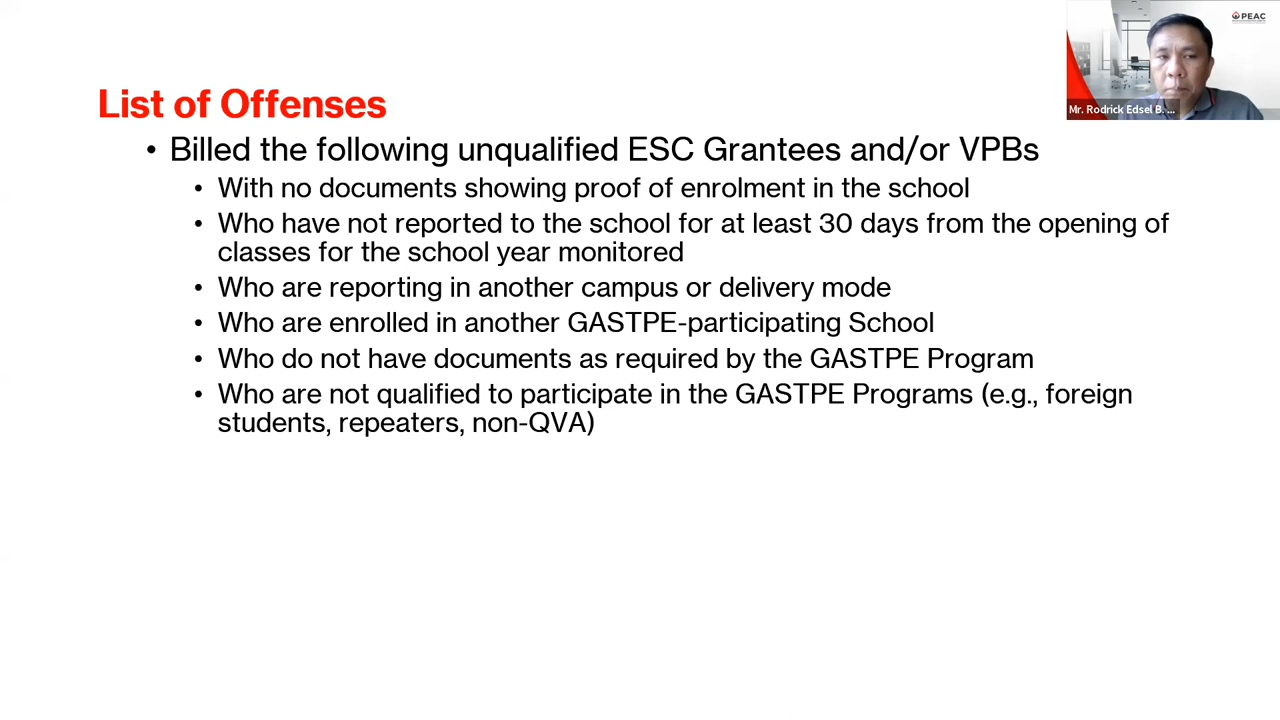 PEAC
Mr. Rodrick Edsel B. ...
List of Offenses
• Billed the following unqualified ESC Grantees and/or VPBs
• With no documents showing proof of enrolment in the school
• Who have not reported to the school for at least 30 days from the opening of
classes for the school year monitored
• Who are reporting in another campus or delivery mode
• Who are enrolled in another GASTPE-participating School
• Who do not have documents as required by the GASTPE Program
• Who are not qualified to participate in the GASTPE Programs (e.g., foreign
students, repeaters, non-QVA)